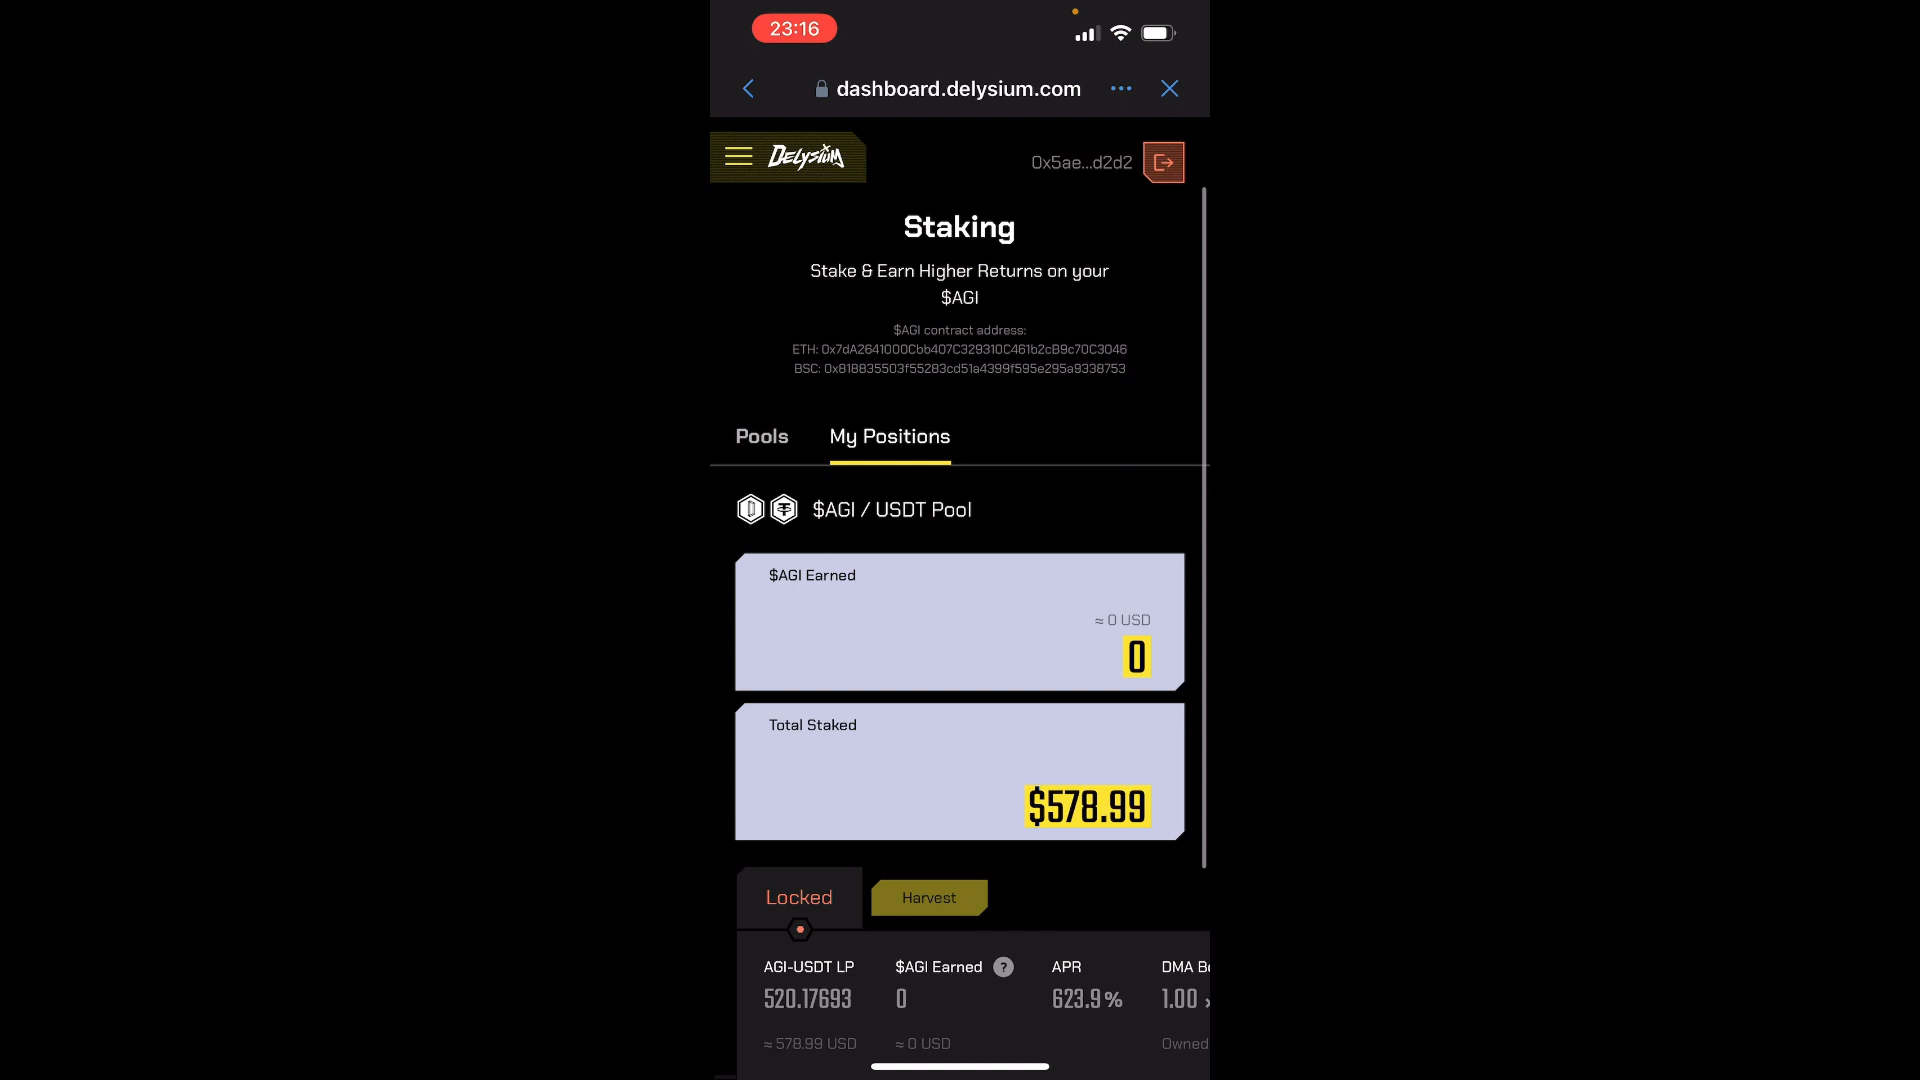 23:16
dashboard.delysium.com
DELYSIUM
0x5ae...d2d2
Staking
Stake & Earn Higher Returns on your
$AGI
$AGI contract address:
ETH: 0x7dA2641000Cbb407C329310C461b2cB9c70C3046
BSC: 0x818835503f55283cd51a4399f595e295a9338753
Pools
My Positions
$AGI / USDT Pool
$AGI Earned
≈ 0 USD
0
Total Staked
$578.99
Locked
Harvest
AGI-USDT LP $AGI Earned ? APR DMA
520.17693 0 623.9% 1.00
≈ 578.99 USD ≈ 0 USD Owned